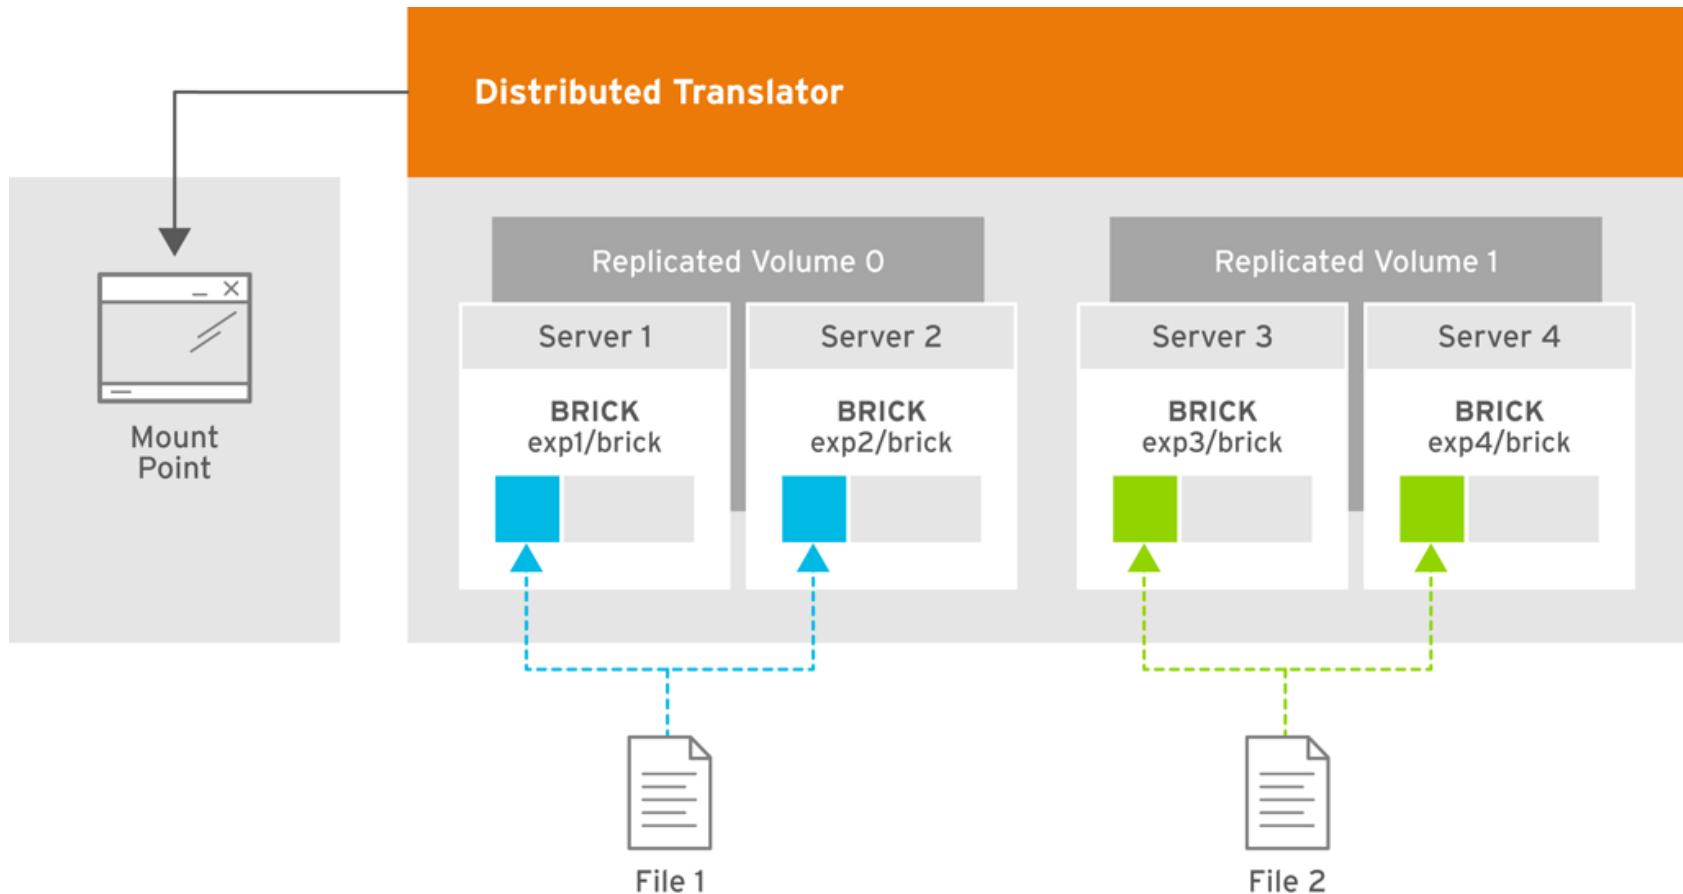 Distributed Translator
Replicated Volume 0
Replicated Volume 1
Server 1
Server 2
Server 3
Server 4
BRICK
exp1/brick
BRICK
exp2/brick
BRICK
exp3/brick
BRICK
exp4/brick
Mount
Point
File 1
File 2